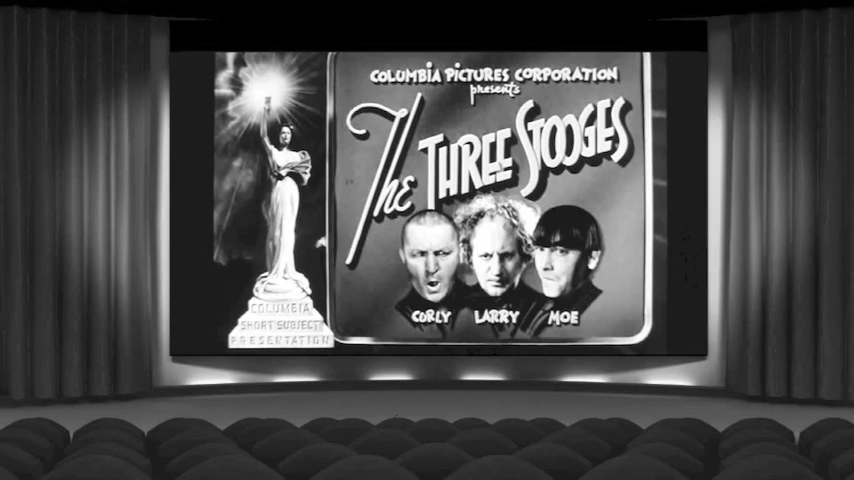 COLUMBIA PICTURES CORPORATION
presents
The THREE STOOGES
CURLY LARRY MOE
COLUMBIA
SHORT SUBJECT
PRESENTATION